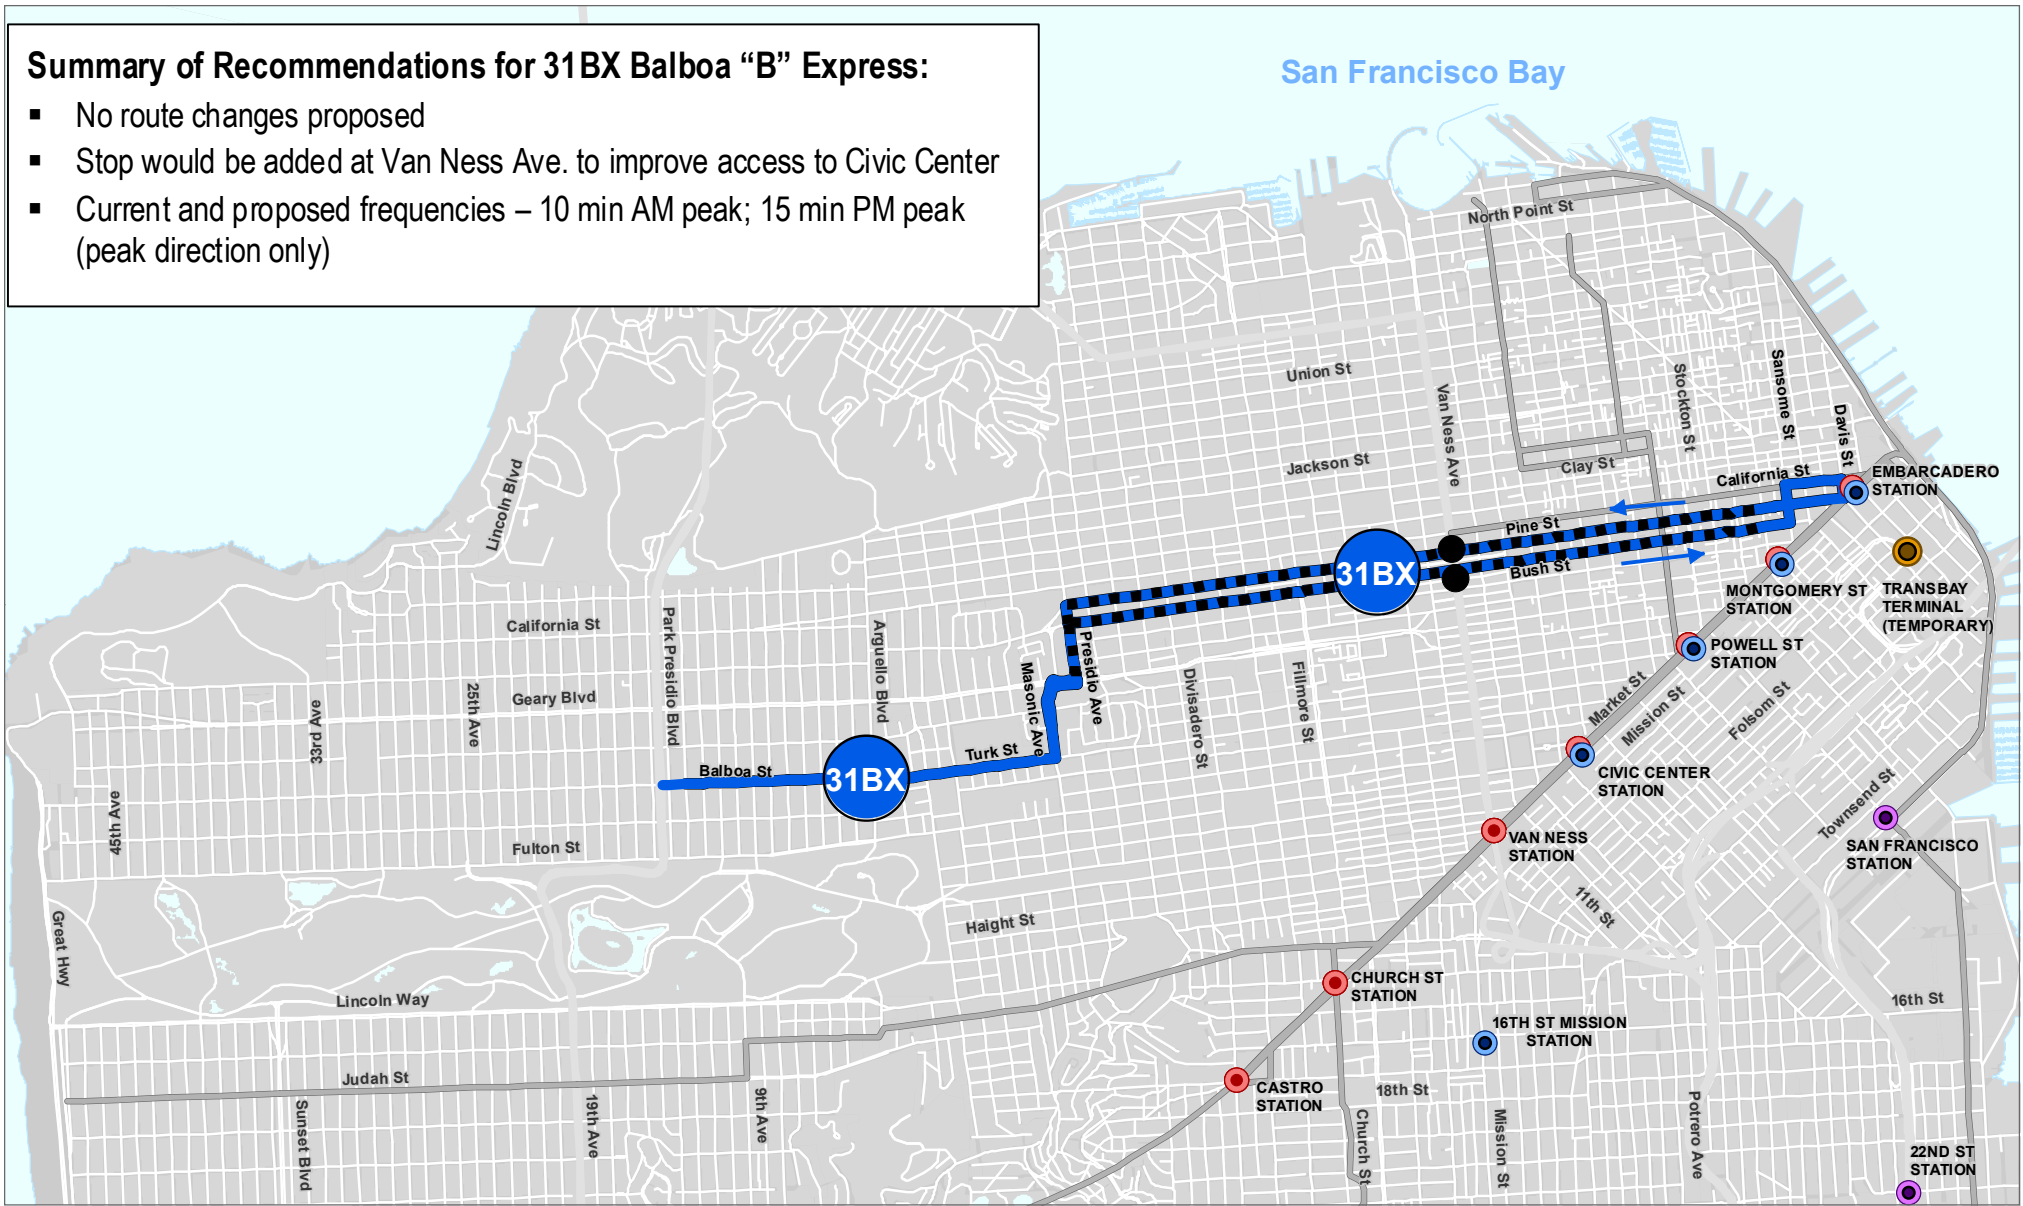 Summary of Recommendations for 31BX Balboa “B” Express:
▪ No route changes proposed
▪ Stop would be added at Van Ness Ave. to improve access to Civic Center
▪ Current and proposed frequencies – 10 min AM peak; 15 min PM peak
(peak direction only)
San Francisco Bay
North Point St
Union St
Van Ness Ave
Stockton St
Sansome St
Davis St
Jackson St
Clay St
California St
EMBARCADERO
STATION
Lincoln Blvd
Pine St
Bush St
31BX
MONTGOMERY ST
STATION
TRANSBAY
TERMINAL
(TEMPORARY)
California St
Park Presidio Blvd
Arguello Blvd
Masonic Ave
Presidio Ave
Divisadero St
Fillmore St
POWELL ST
STATION
Market St
Mission St
Folsom St
Geary Blvd
33rd Ave
25th Ave
Turk St
Balboa St
31BX
CIVIC CENTER
STATION
45th Ave
Fulton St
VAN NESS
STATION
Townsend St
SAN FRANCISCO
STATION
11th St
Great Hwy
Haight St
Lincoln Way
CHURCH ST
STATION
16th St
16TH ST MISSION
STATION
Judah St
Sunset Blvd
19th Ave
9th Ave
CASTRO
STATION
18th St
Church St
Mission St
Potrero Ave
22ND ST
STATION